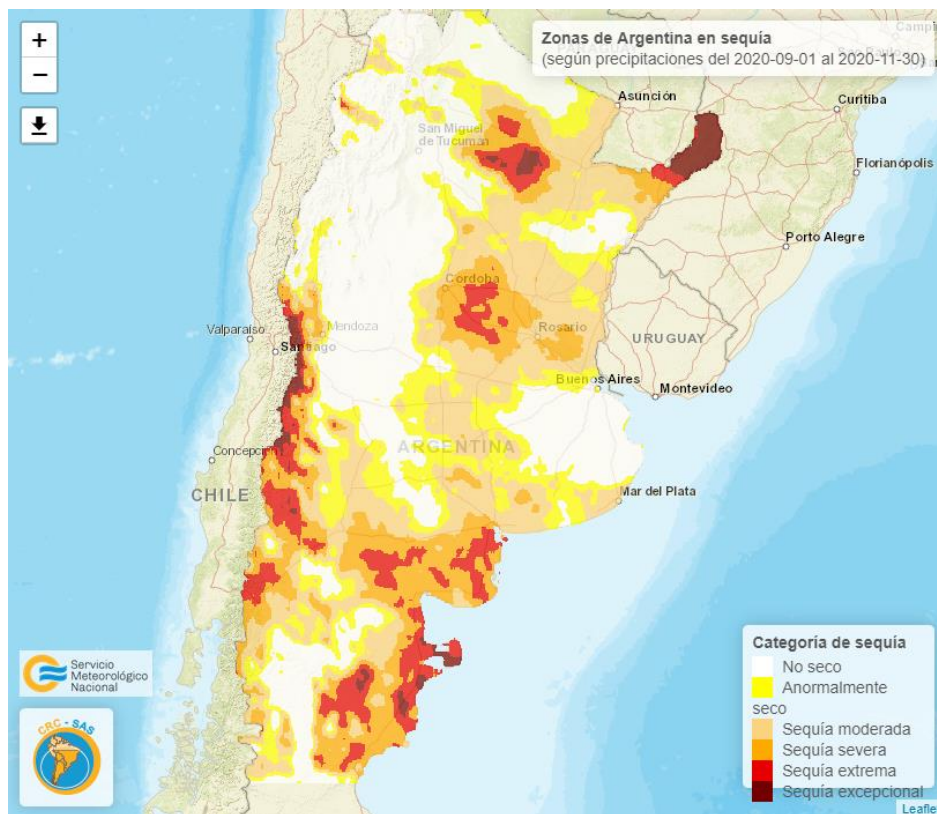 +
−
Zonas de Argentina en sequía
(según precipitaciones del 2020-09-01 al 2020-11-30)
PARAGUAY
Asunción
Curitiba
San Miguel
de Tucumán
Florianópolis
Porto Alegre
Cordoba
Rosario
URUGUAY
Valparaíso
Mendoza
Santiago
Buenos Aires
Montevideo
ARGENTINA
Concepción
CHILE
Mar del Plata
Categoría de sequía
No seco
Anormalmente
seco
Sequía moderada
Sequía severa
Sequía extrema
Sequía excepcional
Servicio
Meteorológico
Nacional
CRC - SAS
Leafle